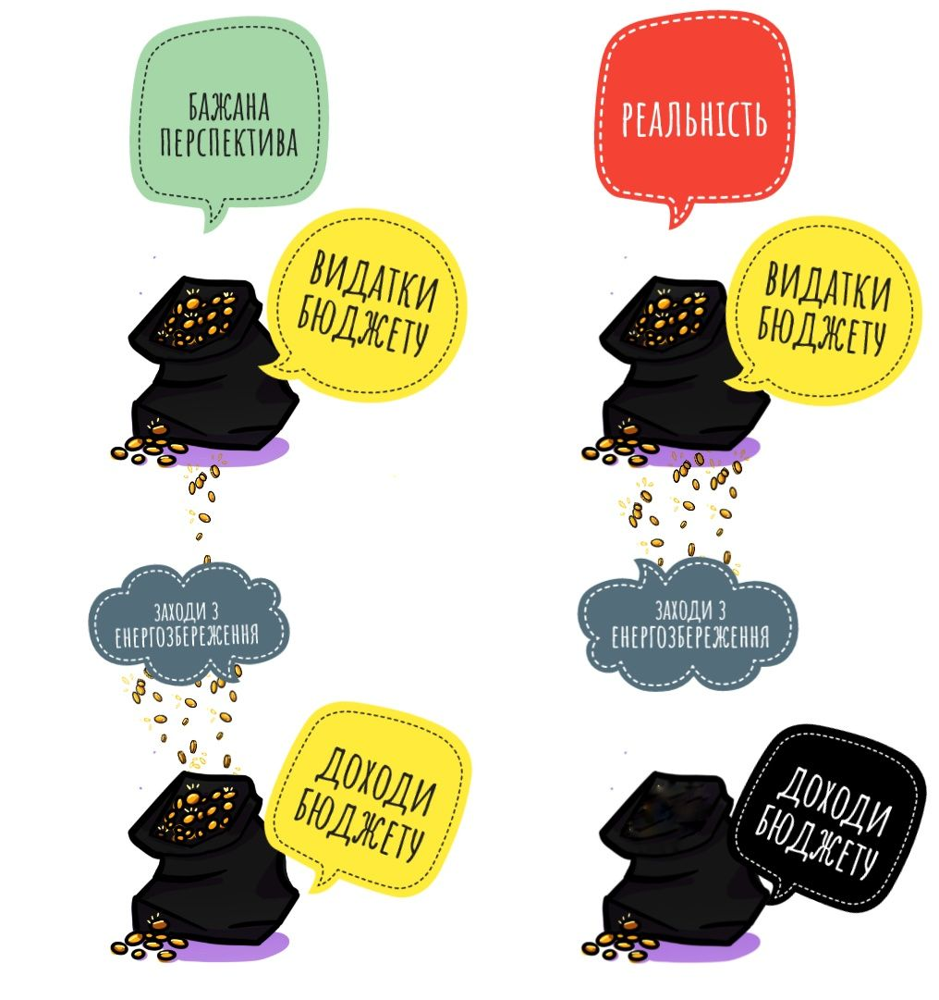 БАЖАНА
ПЕРСПЕКТИВА
ВИДАТКИ
БЮДЖЕТУ
ЗАХОДИ З
ЕНЕРГОЗБЕРЕЖЕННЯ
ДОХОДИ
БЮДЖЕТУ
РЕАЛЬНІСТЬ
ВИДАТКИ
БЮДЖЕТУ
ЗАХОДИ З
ЕНЕРГОЗБЕРЕЖЕННЯ
ДОХОДИ
БЮДЖЕТУ